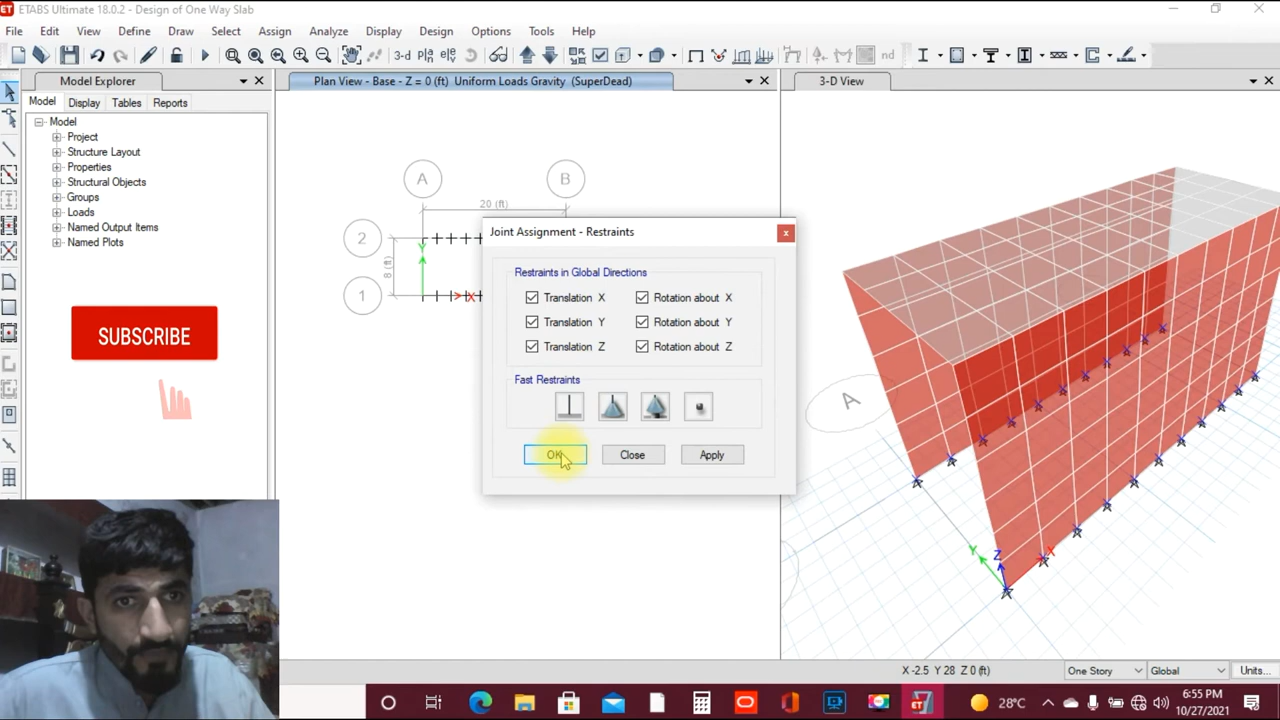 ETABS Ultimate 18.0.2 - Design of One Way Slab
File Edit View Define Draw Select Assign Analyze Display Design Options Tools Help
3-d
nd
Model Explorer
Plan View - Base - Z = 0 (ft) Uniform Loads Gravity (SuperDead)
3-D View
Model Display Tables Reports
Model
Project
Structure Layout
Properties
Structural Objects
Groups
Loads
Named Output Items
Named Plots
SUBSCRIBE
A
B
20 (ft)
2
8 (ft)
1
Y
X
Joint Assignment - Restraints
Restraints in Global Directions
Translation X
Rotation about X
Translation Y
Rotation about Y
Translation Z
Rotation about Z
Fast Restraints
OK
Close
Apply
A
Y
Z
X
X -2.5 Y 28 Z 0 (ft)
One Story
Global
Units...
28°C
6:55 PM
10/27/2021